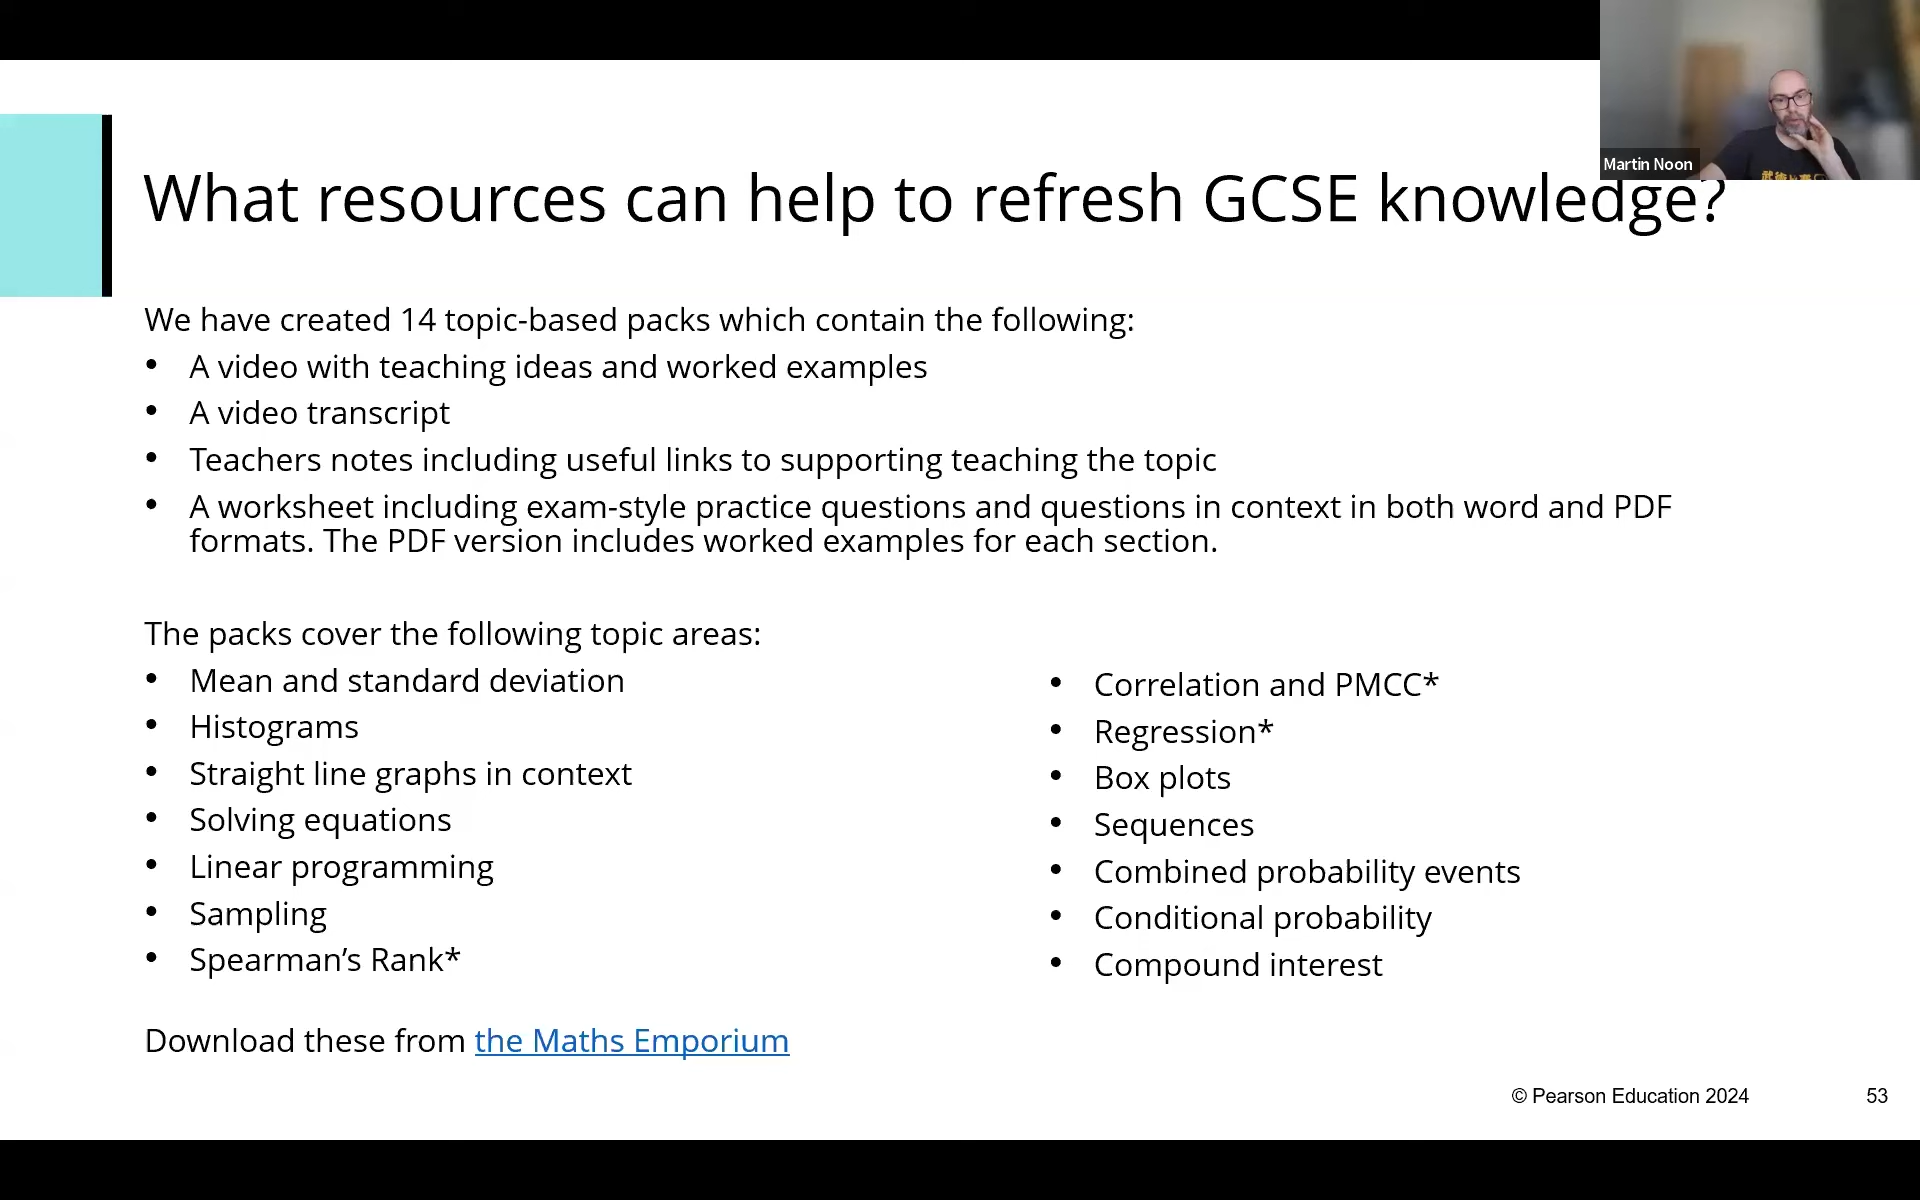 Martin Noon
What resources can help to refresh GCSE knowledge?
We have created 14 topic-based packs which contain the following:
• A video with teaching ideas and worked examples
• A video transcript
• Teachers notes including useful links to supporting teaching the topic
• A worksheet including exam-style practice questions and questions in context in both word and PDF
formats. The PDF version includes worked examples for each section.
The packs cover the following topic areas:
• Mean and standard deviation
• Histograms
• Straight line graphs in context
• Solving equations
• Linear programming
• Sampling
• Spearman’s Rank*
• Correlation and PMCC*
• Regression*
• Box plots
• Sequences
• Combined probability events
• Conditional probability
• Compound interest
Download these from the Maths Emporium
© Pearson Education 2024
53